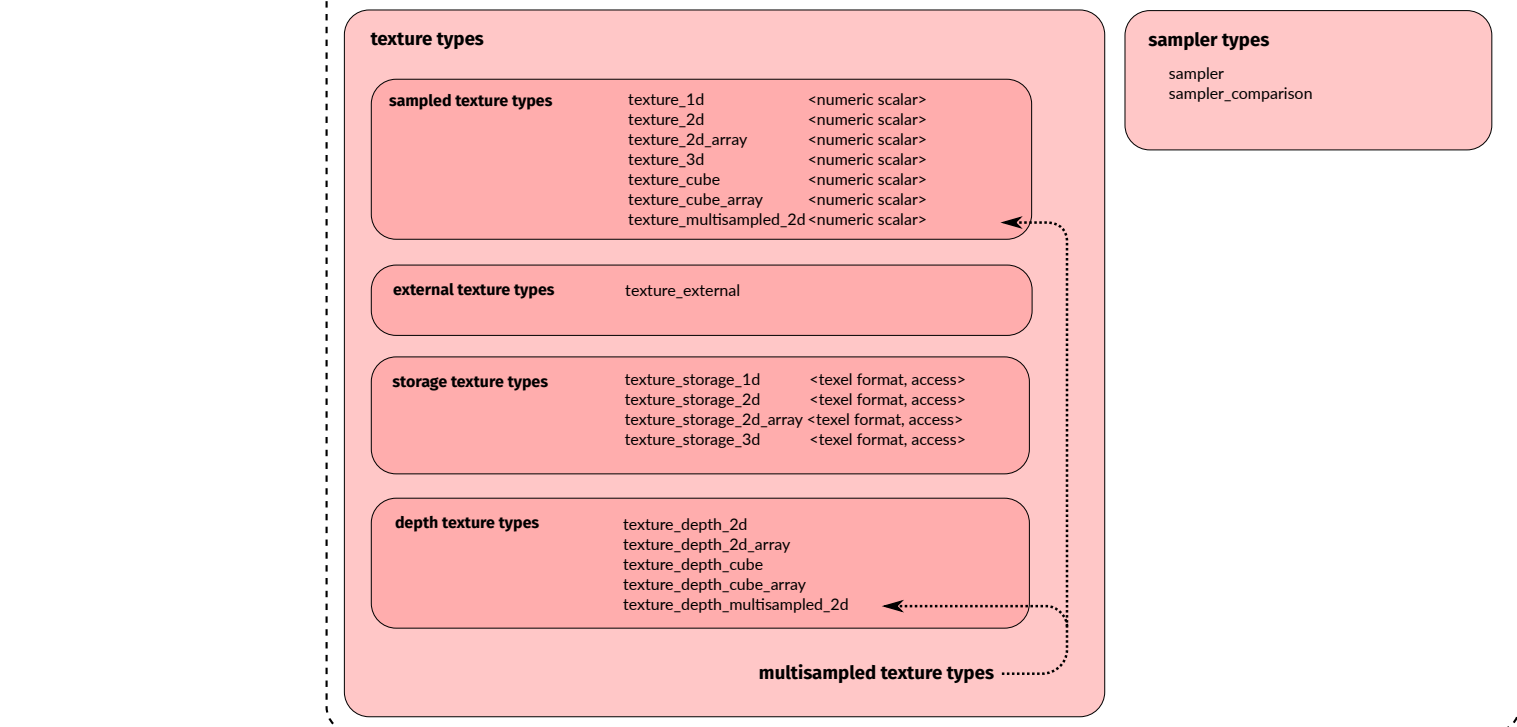 texture types
sampled texture types texture_1d <numeric scalar>
texture_2d <numeric scalar>
texture_2d_array <numeric scalar>
texture_3d <numeric scalar>
texture_cube <numeric scalar>
texture_cube_array <numeric scalar>
texture_multisampled_2d <numeric scalar>
external texture types texture_external
storage texture types texture_storage_1d <texel format, access>
texture_storage_2d <texel format, access>
texture_storage_2d_array <texel format, access>
texture_storage_3d <texel format, access>
depth texture types texture_depth_2d
texture_depth_2d_array
texture_depth_cube
texture_depth_cube_array
texture_depth_multisampled_2d
multisampled texture types
sampler types
sampler
sampler_comparison